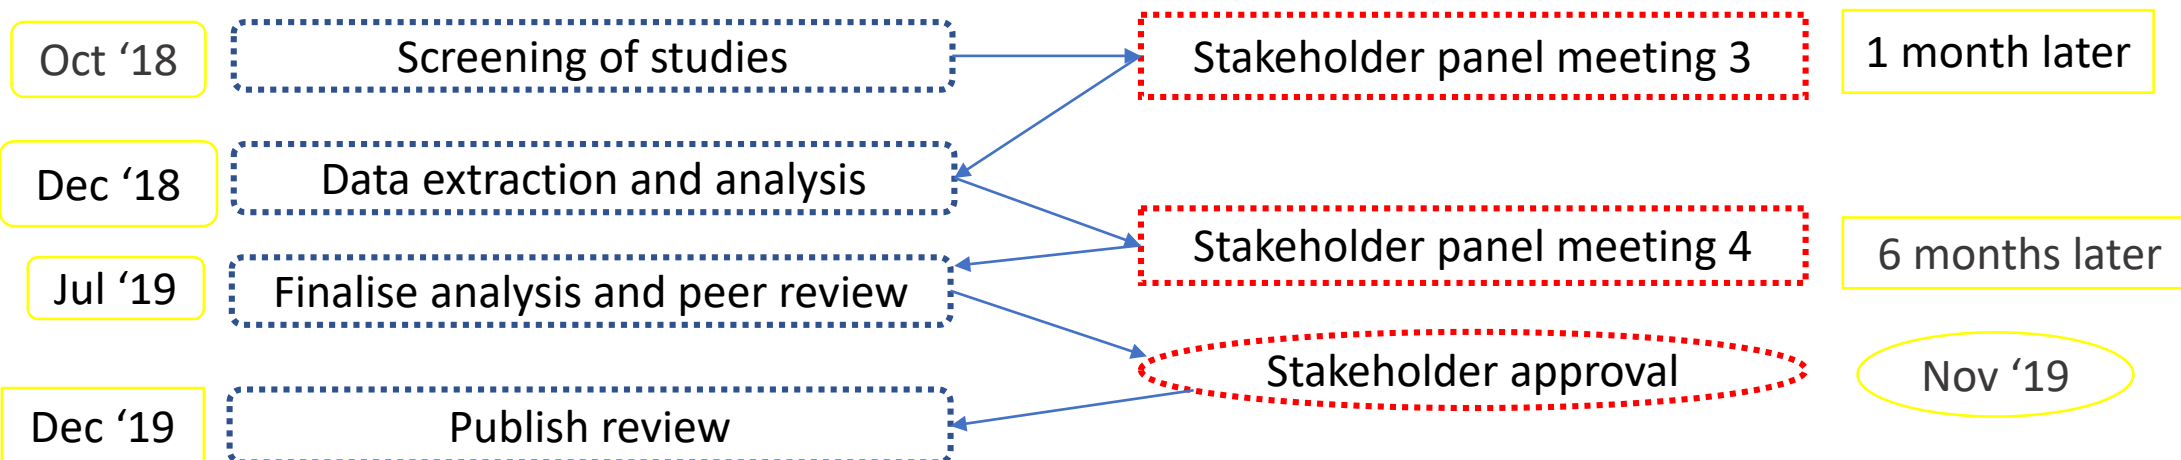 Oct ‘18
Screening of studies
Stakeholder panel meeting 3
1 month later
Dec ‘18
Data extraction and analysis
Stakeholder panel meeting 4
6 months later
Jul ‘19
Finalise analysis and peer review
Stakeholder approval
Nov ‘19
Dec ‘19
Publish review